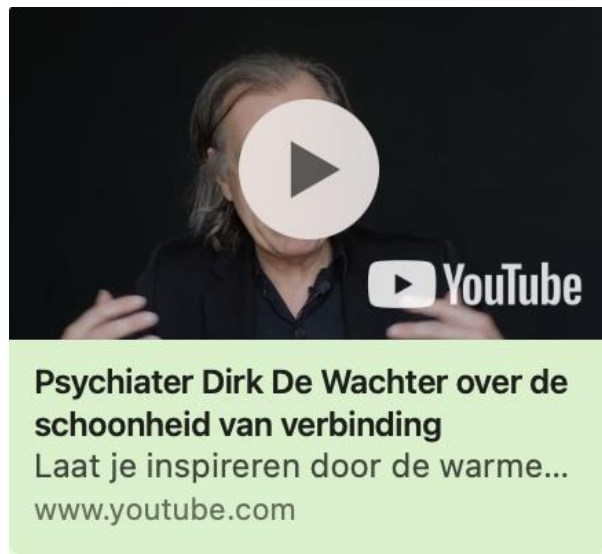 YouTube
Psychiater Dirk De Wachter over de
schoonheid van verbinding
Laat je inspireren door de warme...
www.youtube.com